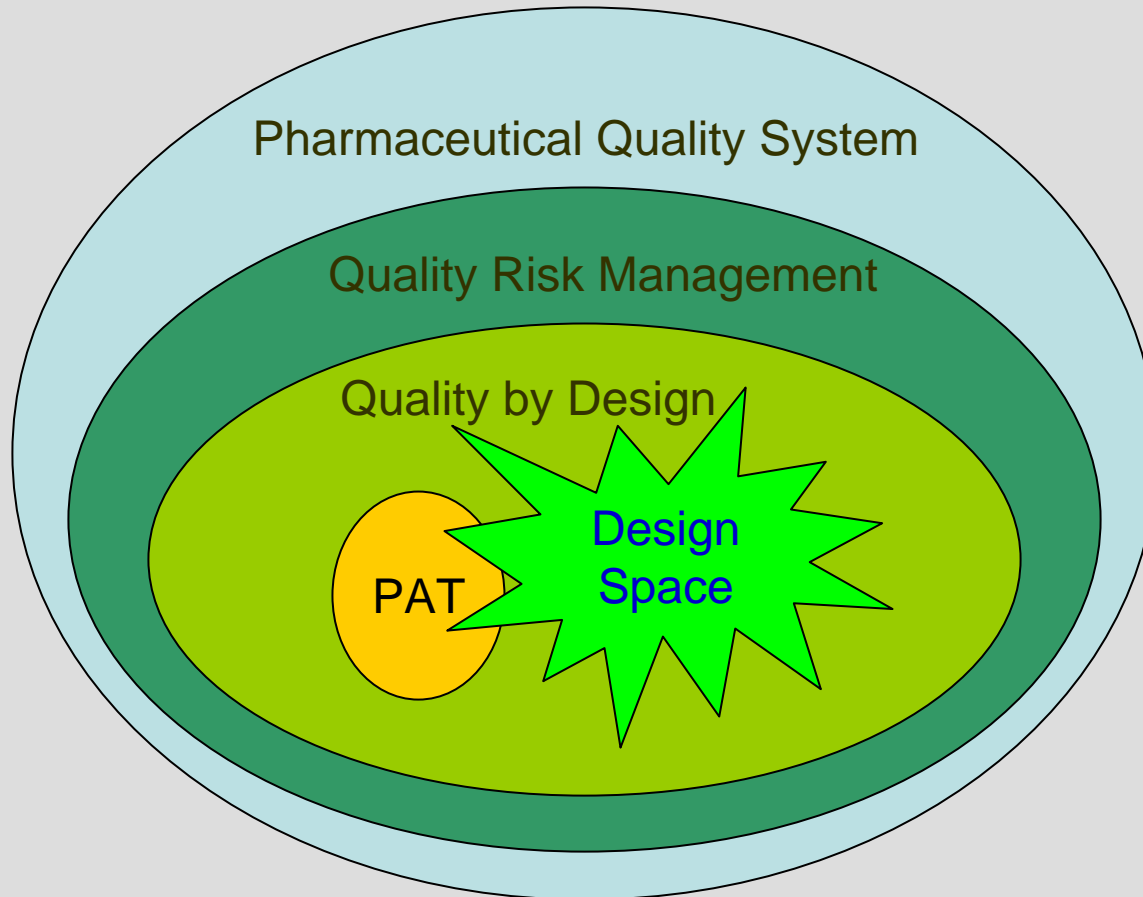 Pharmaceutical Quality System
Quality Risk Management
Quality by Design
Design
Space
PAT